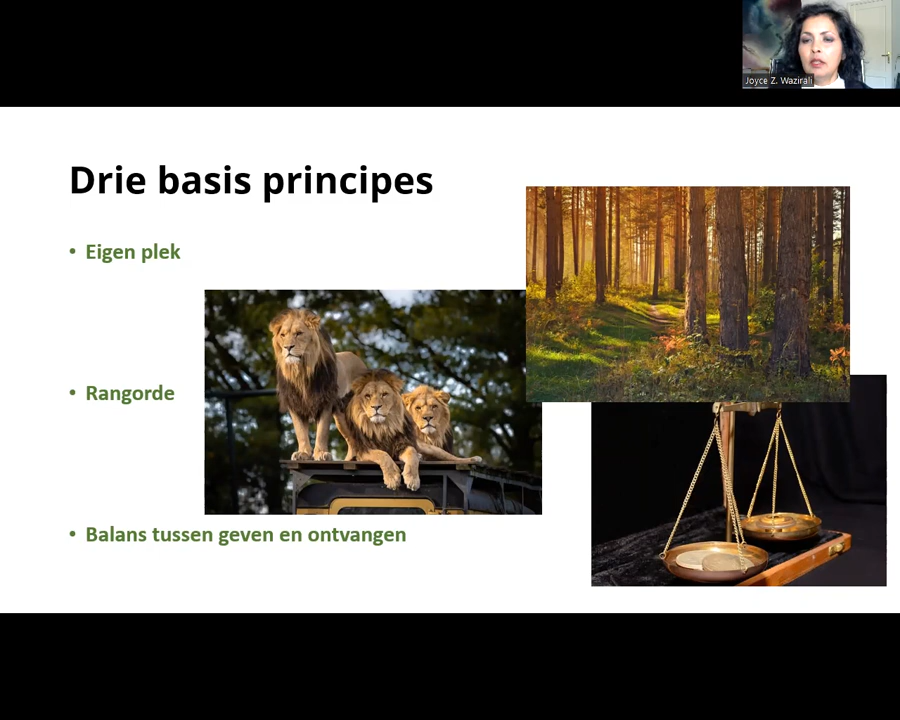 Joyce Z. Wazirali
Drie basis principes
• Eigen plek
• Rangorde
• Balans tussen geven en ontvangen